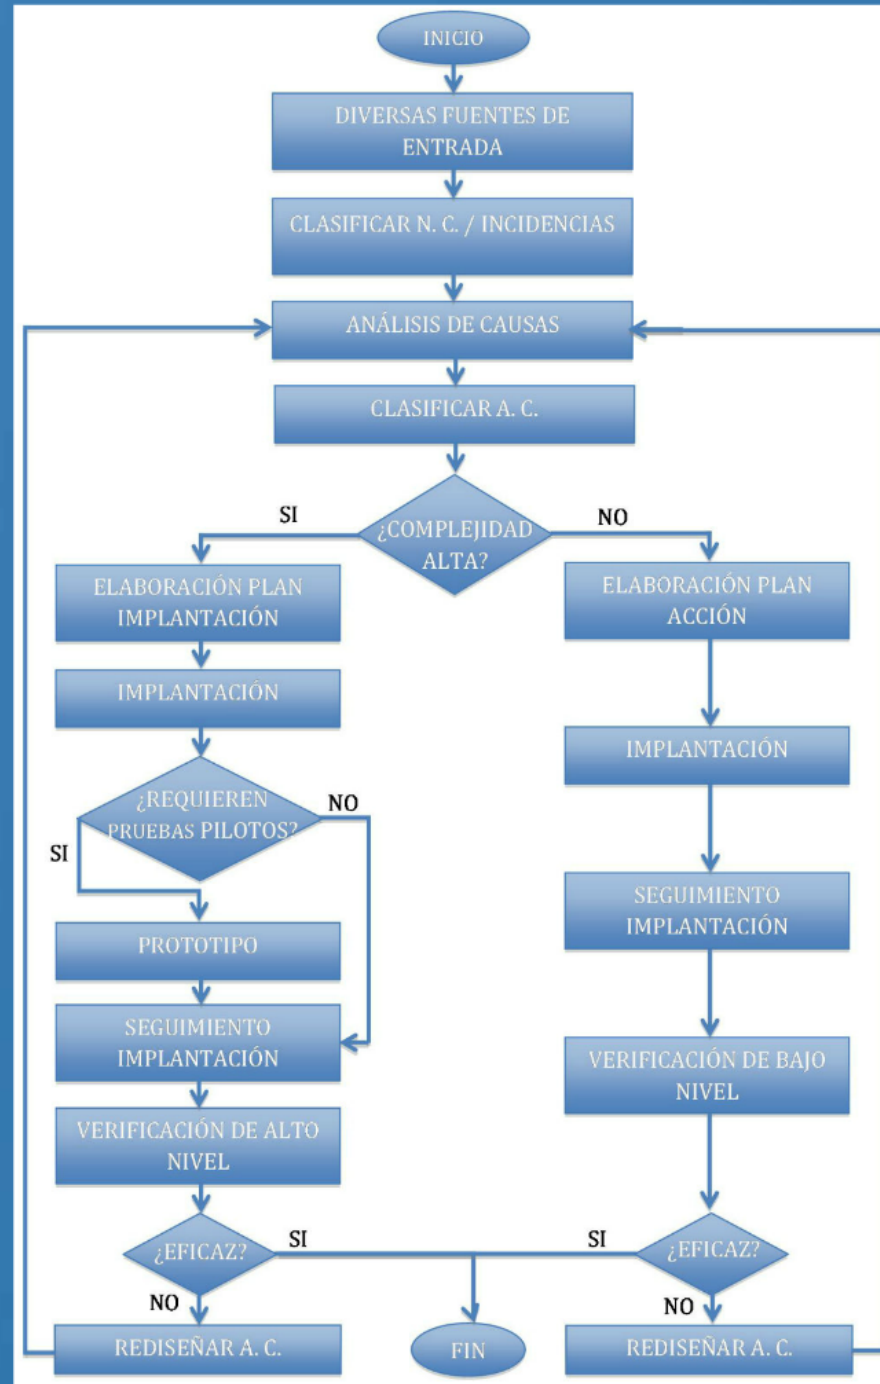 INICIO
DIVERSAS FUENTES DE
ENTRADA
CLASIFICAR N. C. / INCIDENCIAS
ANÁLISIS DE CAUSAS
CLASIFICAR A. C.
¿COMPLEJIDAD
ALTA?
SI
NO
ELABORACIÓN PLAN
IMPLANTACIÓN
IMPLANTACIÓN
¿REQUIEREN
PRUEBAS PILOTOS?
SI
NO
PROTOTIPO
SEGUIMIENTO
IMPLANTACIÓN
VERIFICACIÓN DE ALTO
NIVEL
¿EFICAZ?
SI
NO
REDISEÑAR A. C.
ELABORACIÓN PLAN
ACCIÓN
IMPLANTACIÓN
SEGUIMIENTO
IMPLANTACIÓN
VERIFICACIÓN DE BAJO
NIVEL
¿EFICAZ?
SI
NO
REDISEÑAR A. C.
FIN